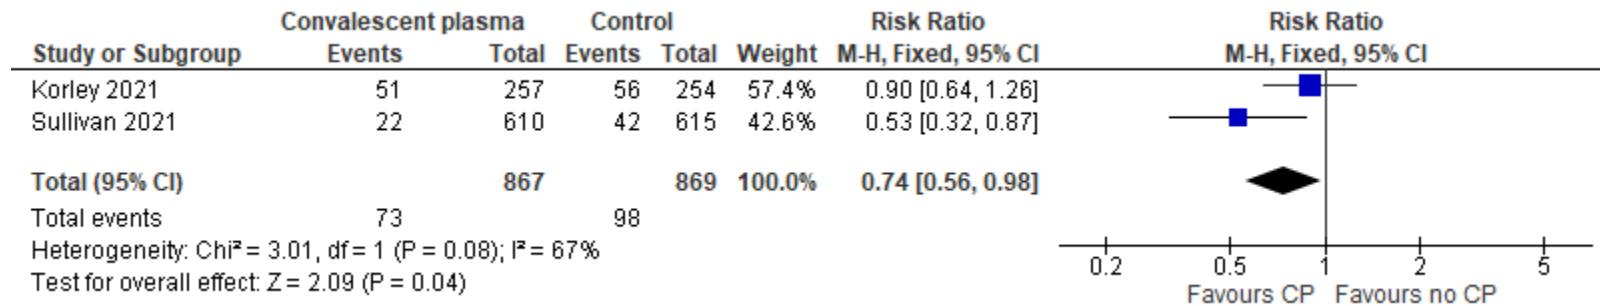 Convalescent plasma Control Risk Ratio Risk Ratio
Study or Subgroup Events Total Events Total Weight M-H, Fixed, 95% CI M-H, Fixed, 95% CI
Korley 2021 51 257 56 254 57.4% 0.90 [0.64, 1.26]
Sullivan 2021 22 610 42 615 42.6% 0.53 [0.32, 0.87]
Total (95% CI) 867 869 100.0% 0.74 [0.56, 0.98]
Total events 73 98
Heterogeneity: Chi² = 3.01, df = 1 (P = 0.08); I² = 67%
Test for overall effect: Z = 2.09 (P = 0.04)
0.2 0.5 1 2 5
Favours CP Favours no CP